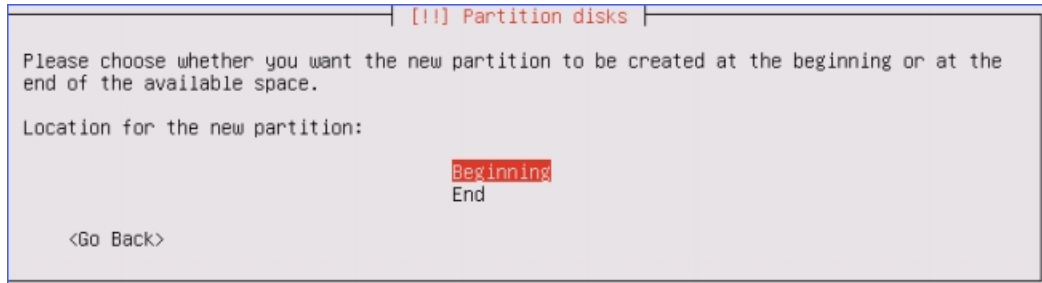 [!!] Partition disks
Please choose whether you want the new partition to be created at the beginning or at the
end of the available space.
Location for the new partition:
Beginning
End
<Go Back>